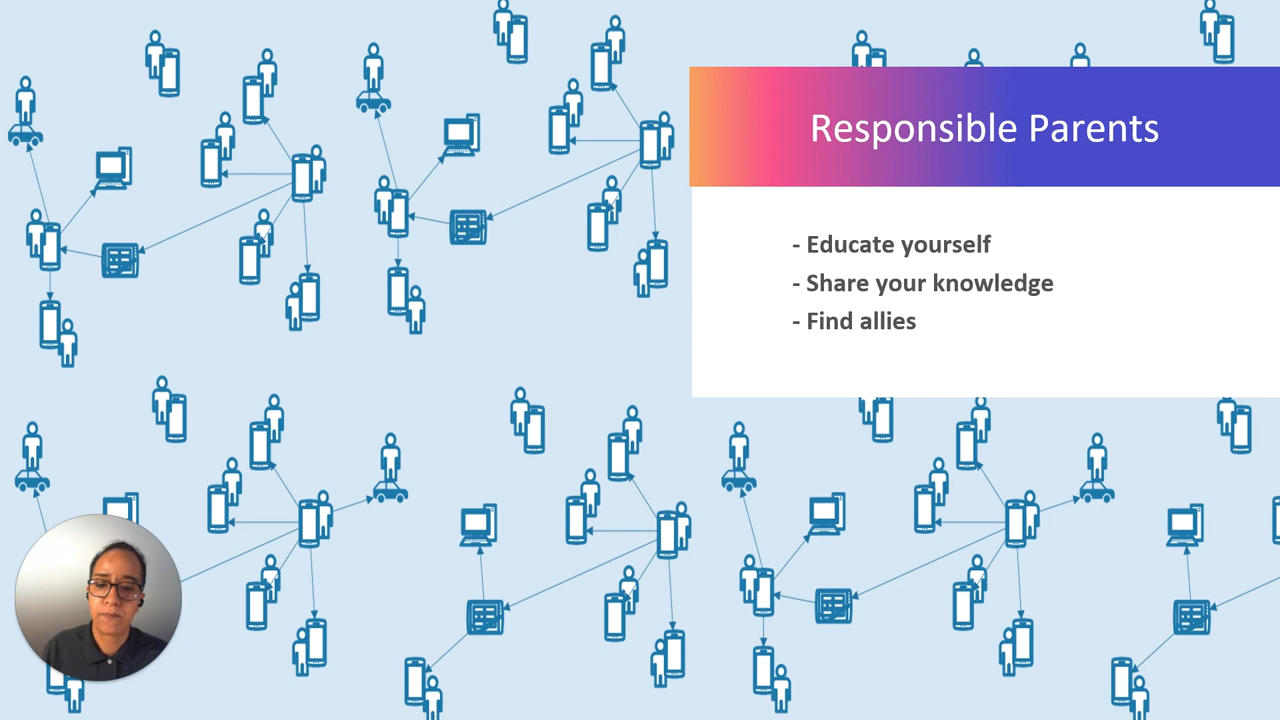 Responsible Parents
- Educate yourself
- Share your knowledge
- Find allies